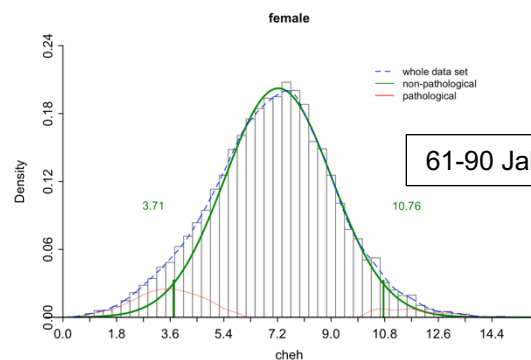 female
0.24
whole data set
non-pathological
pathological
0.18
61-90
Density
0.12
3.71
10.76
0.06
0.00
0.0 1.8 3.6 5.4 7.2 9.0 10.8 12.6 14.4
cheh